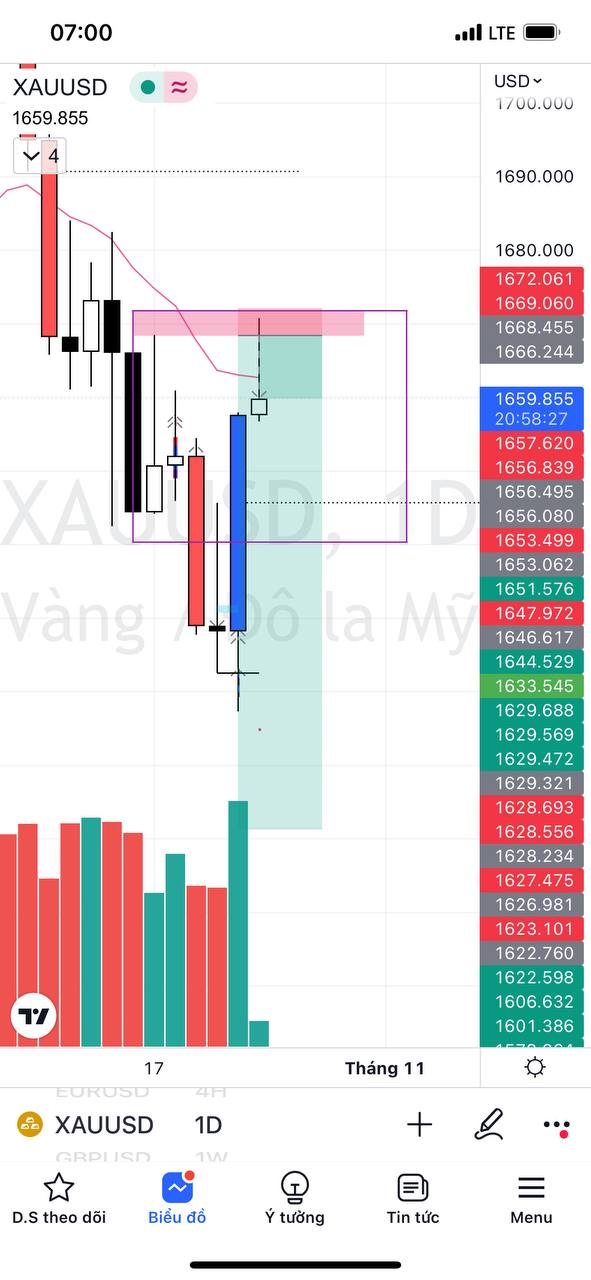 07:00
LTE
XAUUSD
≈
USD
1659.855
1700.000
4
1690.000
1680.000
1672.061
1669.060
1668.455
1666.244
1659.855
20:58:27
1657.620
1656.839
1656.495
1656.080
1653.499
1653.062
1651.576
1647.972
1646.617
1644.529
1633.545
1629.688
1629.569
1629.472
1629.321
1628.693
1628.556
1628.234
1627.475
1626.981
1623.101
1622.760
1622.598
1606.632
1601.386
XAUUSD, 1D
Vàng / Đô la Mỹ
17
Tháng 11
EURUSD 4H
XAUUSD 1D
GBPUSD 1W
D.S theo dõi
Biểu đồ
Ý tưởng
Tin tức
Menu